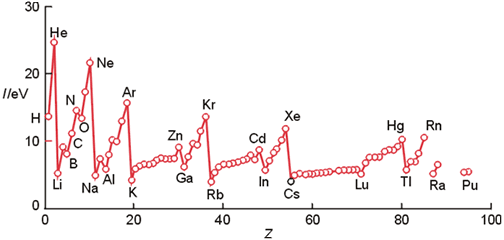 30
He
Ne
20
I/eV
N
Ar
Kr
Xe
H
O
C
Zn
Cd
Hg
Rn
10
B
Li
Na
Al
K
Ga
Rb
In
Cs
Lu
Tl
Ra
Pu
0
0
20
40
60
80
100
Z